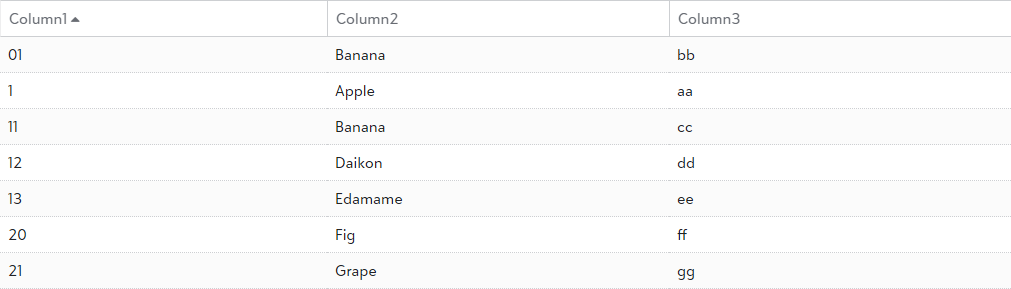 Column1 Column2 Column3
01 Banana bb
1 Apple aa
11 Banana cc
12 Daikon dd
13 Edamame ee
20 Fig ff
21 Grape gg